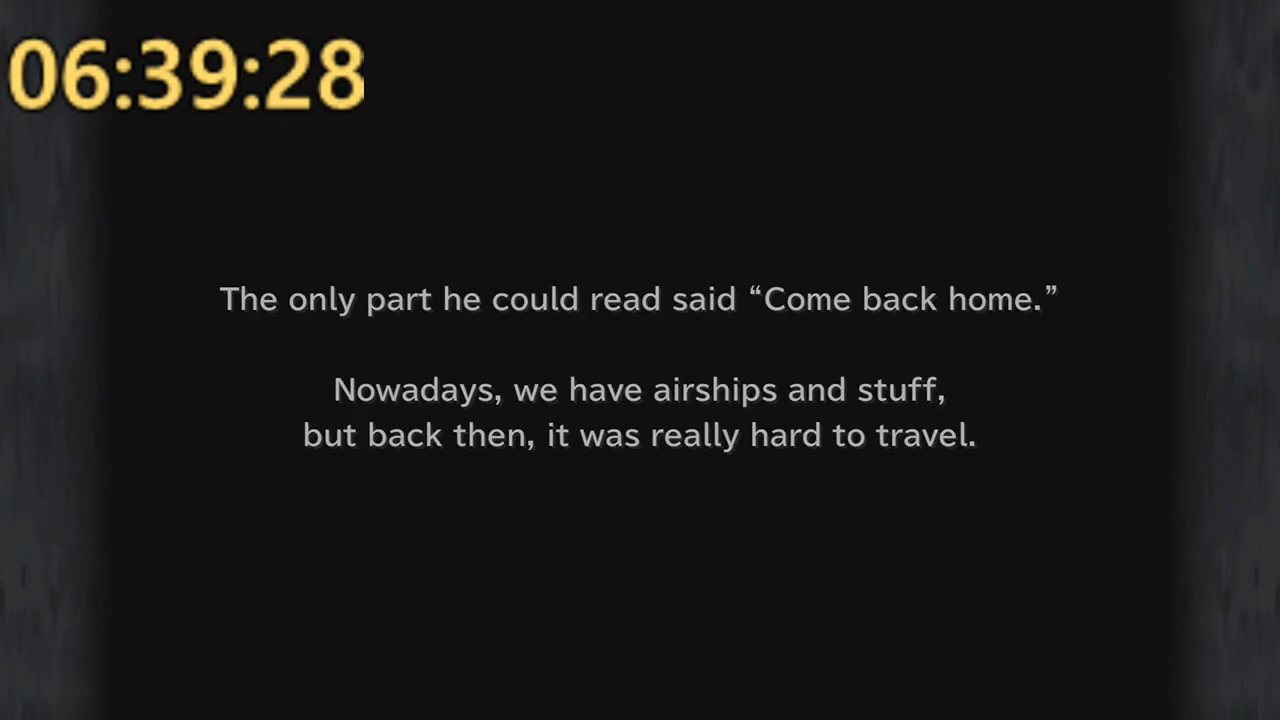 06:39:28
The only part he could read said “Come back home.”
Nowadays, we have airships and stuff,
but back then, it was really hard to travel.